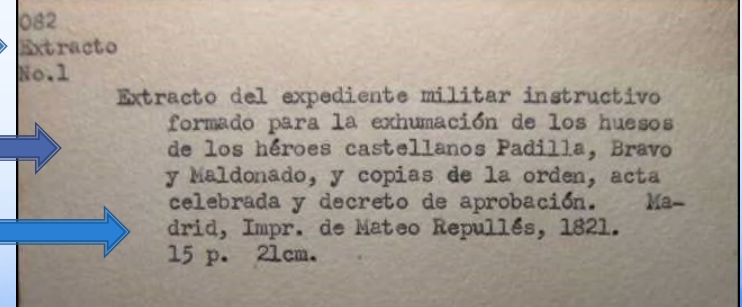 082
Extracto
No.1
Extracto del expediente militar instructivo
formado para la exhumación de los huesos
de los héroes castellanos Padilla, Bravo
y Maldonado, y copias de la orden, acta
celebrada y decreto de aprobación. Ma-
drid, Impr. de Mateo Repullés, 1821.
15 p. 21cm.